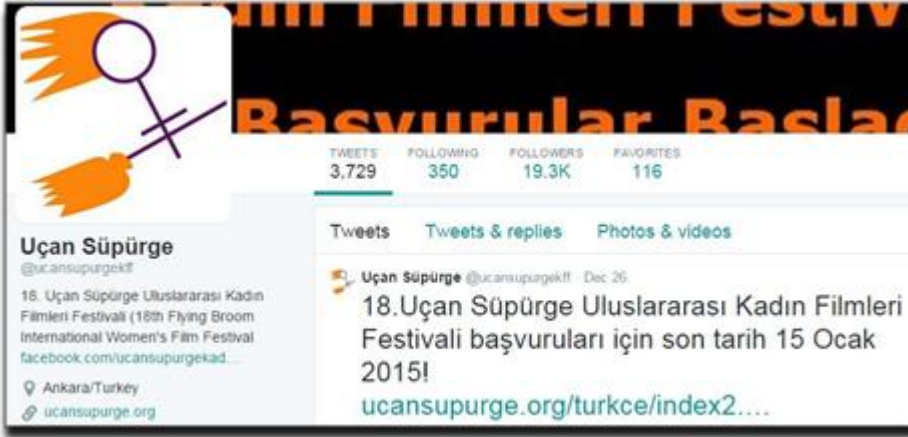 Başvurular Başla
TWEETS FOLLOWING FOLLOWERS FAVORITES
3,729 350 19.3K 116
Tweets Tweets & replies Photos & videos
Uçan Süpürge
@ucansupurgekff
18. Uçan Süpürge Uluslararası Kadın
Filmleri Festivali (18th Flying Broom
International Women's Film Festival
facebook.com/ucansupurgekad...
Ankara/Turkey
ucansupurge.org
Uçan Süpürge @ucansupurgekff · Dec 26
18.Uçan Süpürge Uluslararası Kadın Filmleri
Festivali başvuruları için son tarih 15 Ocak
2015!
ucansupurge.org/turkce/index2....